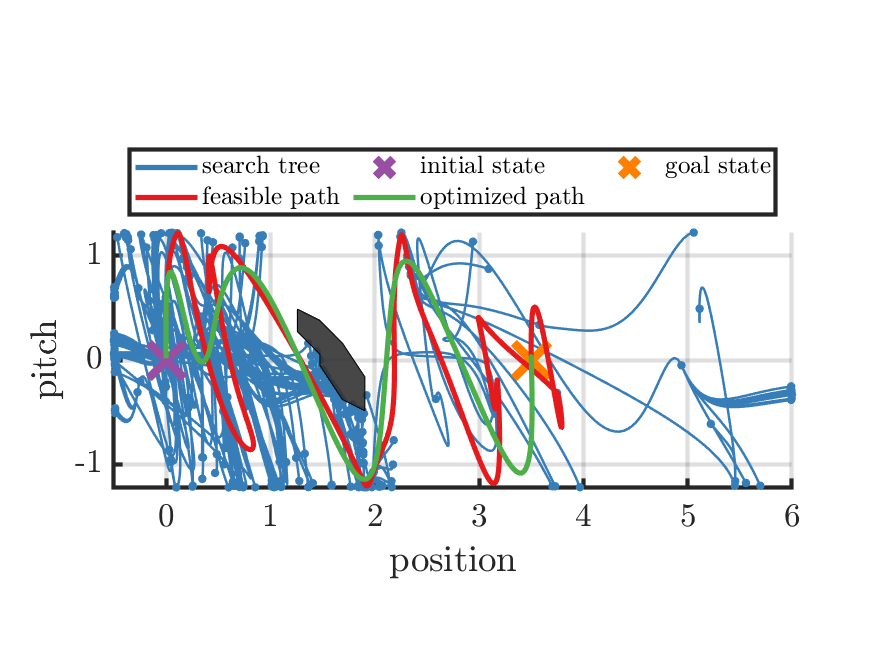 search tree initial state goal state
feasible path optimized path
1
0
-1
pitch
0 1 2 3 4 5 6
position